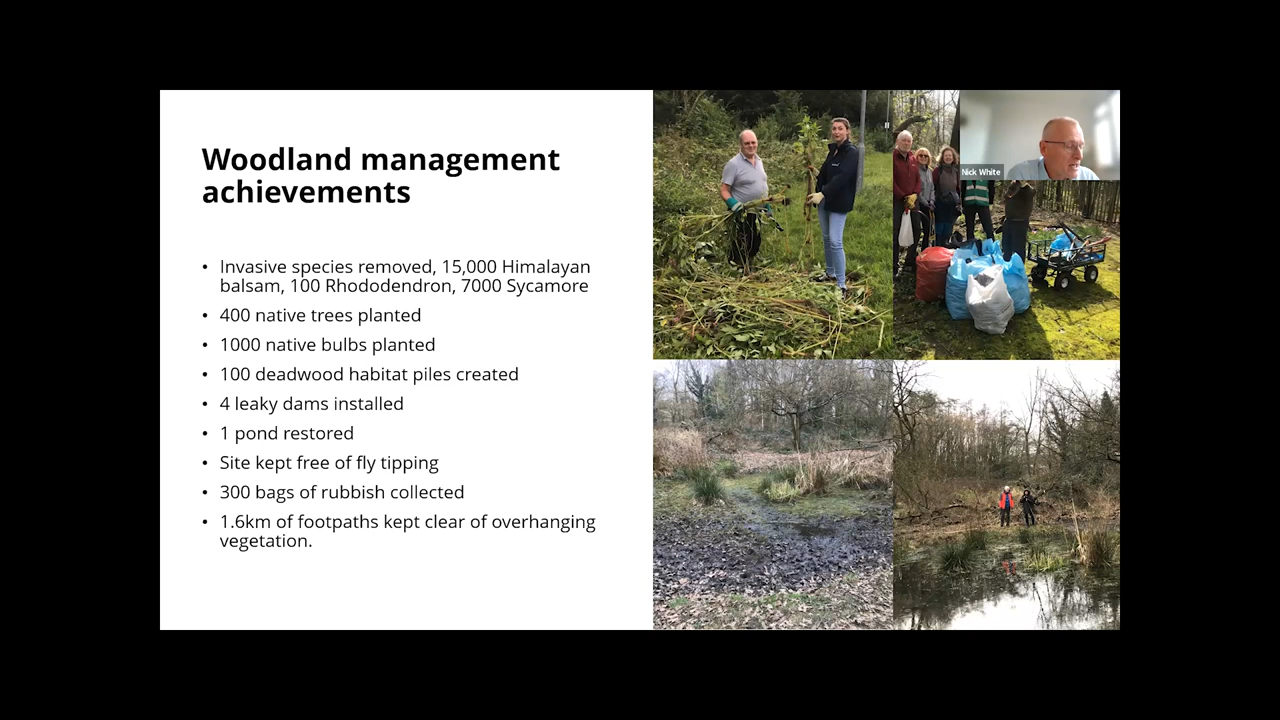 Woodland management
achievements
• Invasive species removed, 15,000 Himalayan
balsam, 100 Rhododendron, 7000 Sycamore
• 400 native trees planted
• 1000 native bulbs planted
• 100 deadwood habitat piles created
• 4 leaky dams installed
• 1 pond restored
• Site kept free of fly tipping
• 300 bags of rubbish collected
• 1.6km of footpaths kept clear of overhanging
vegetation.
Nick White